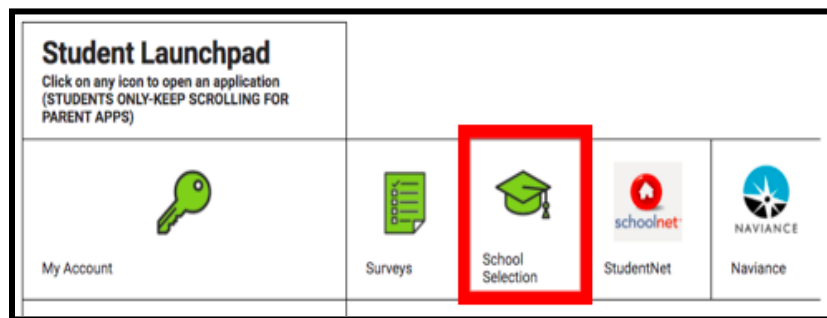 Student Launchpad
Click on any icon to open an application
(STUDENTS ONLY-KEEP SCROLLING FOR
PARENT APPS)
My Account
Surveys
School
Selection
schoolnet
StudentNet
NAVIANCE
Naviance